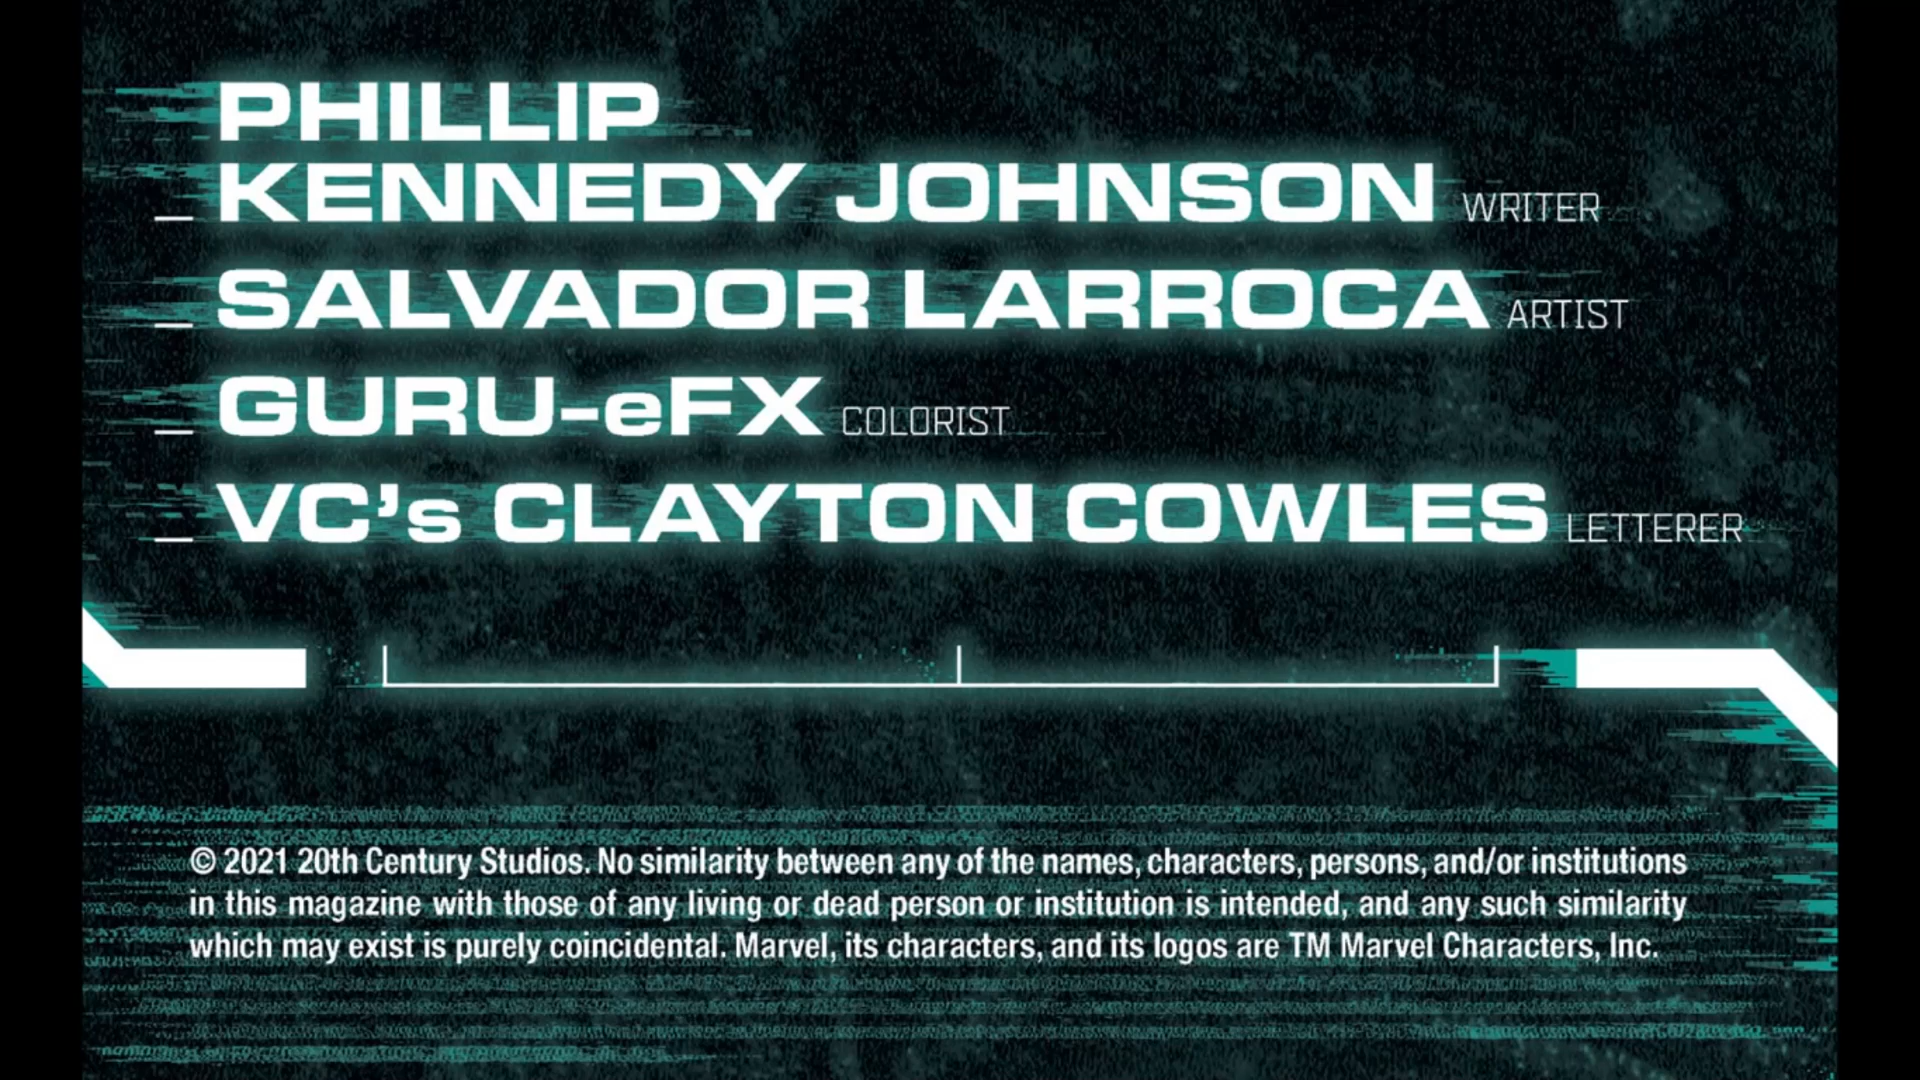 PHILLIP
_ KENNEDY JOHNSON WRITER
_ SALVADOR LARROCA ARTIST
_ GURU-eFX COLORIST
_ VC's CLAYTON COWLES LETTERER
© 2021 20th Century Studios. No similarity between any of the names, characters, persons, and/or institutions
in this magazine with those of any living or dead person or institution is intended, and any such similarity
which may exist is purely coincidental. Marvel, its characters, and its logos are TM Marvel Characters, Inc.